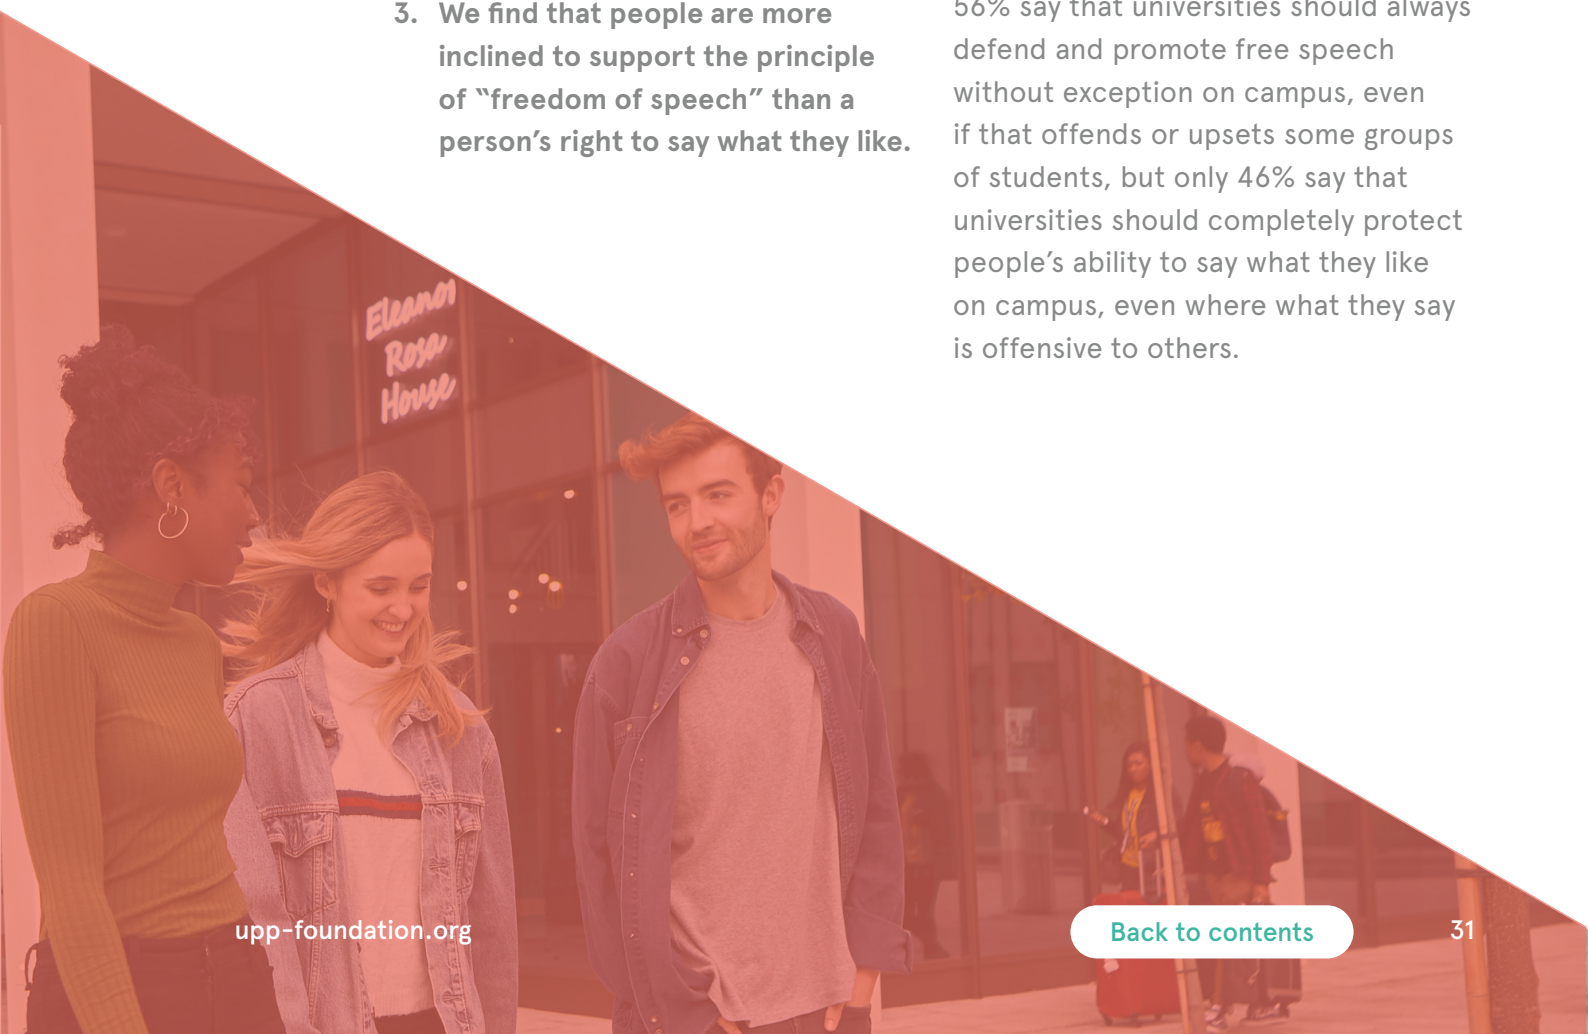 3. We find that people are more
inclined to support the principle
of “freedom of speech” than a
person’s right to say what they like.
56% say that universities should always
defend and promote free speech
without exception on campus, even
if that offends or upsets some groups
of students, but only 46% say that
universities should completely protect
people’s ability to say what they like
on campus, even where what they say
is offensive to others.
Eleanor
Rosa
House
upp-foundation.org
Back to contents
31